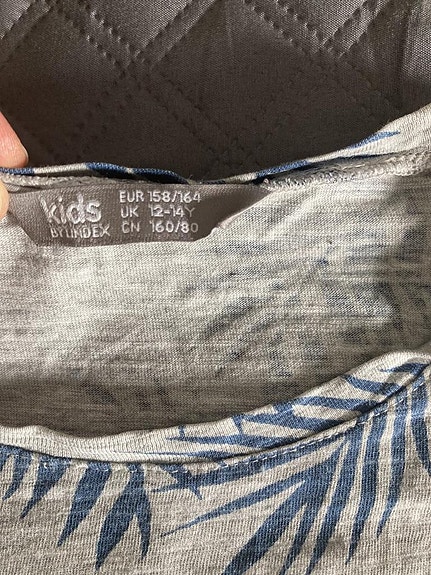 kids
BY LINDEX
EUR 158/164
UK 12-14Y
CN 160/80